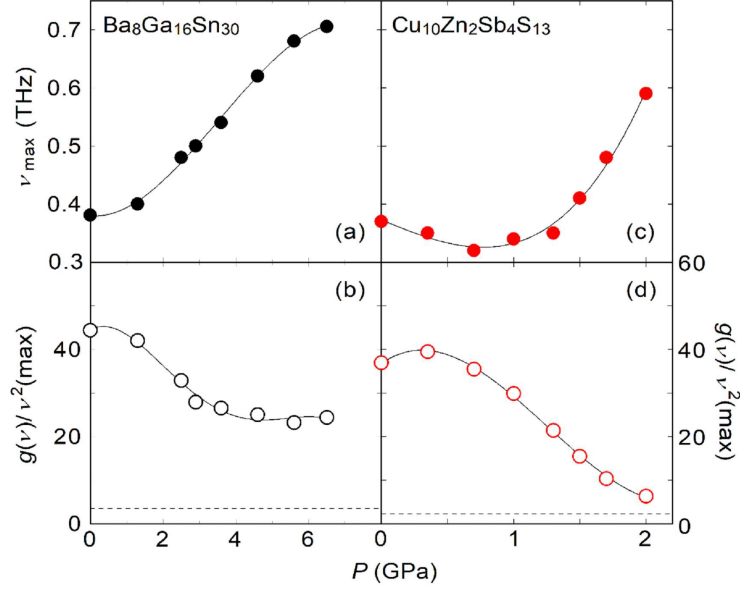 Ba8Ga16Sn30
Cu10Zn2Sb4S13
0.7
0.6
0.5
0.4
0.3
ν max (THz)
(a)
(c)
(b)
(d)
40
20
0
g(ν)/ν²(max)
60
40
20
0
g(ν)/ν²(max)
0 2 4 6
0 1 2
P (GPa)